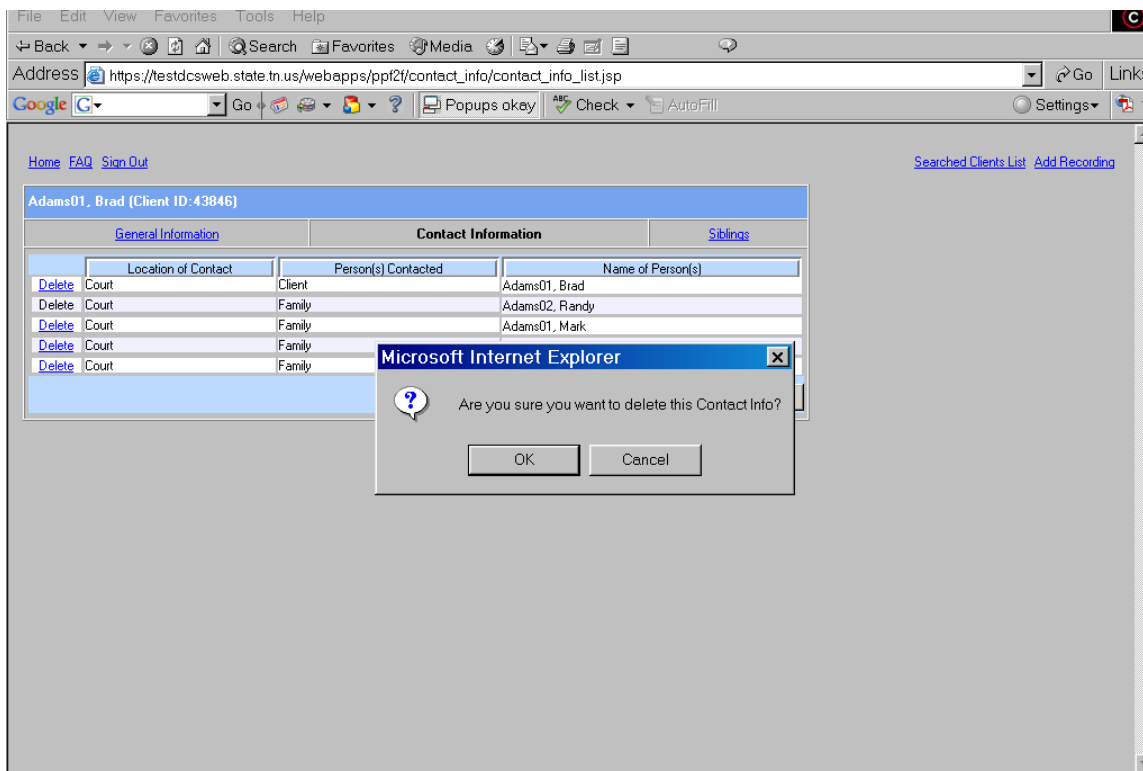 File Edit View Favorites Tools Help
Back Search Favorites Media
Address https://testdcsweb.state.tn.us/webapps/ppf2f/contact_info/contact_info_list.jsp Go Links
Google G Go Popups okay ABC Check AutoFill Settings
Home FAQ Sign Out Searched Clients List Add Recording
Adams01, Brad (Client ID:43846)
General Information Contact Information Siblings
Location of Contact Person(s) Contacted Name of Person(s)
Delete Court Client Adams01, Brad
Delete Court Family Adams02, Randy
Delete Court Family Adams01, Mark
Delete Court Family
Delete Court Family
Microsoft Internet Explorer
Are you sure you want to delete this Contact Info?
OK Cancel